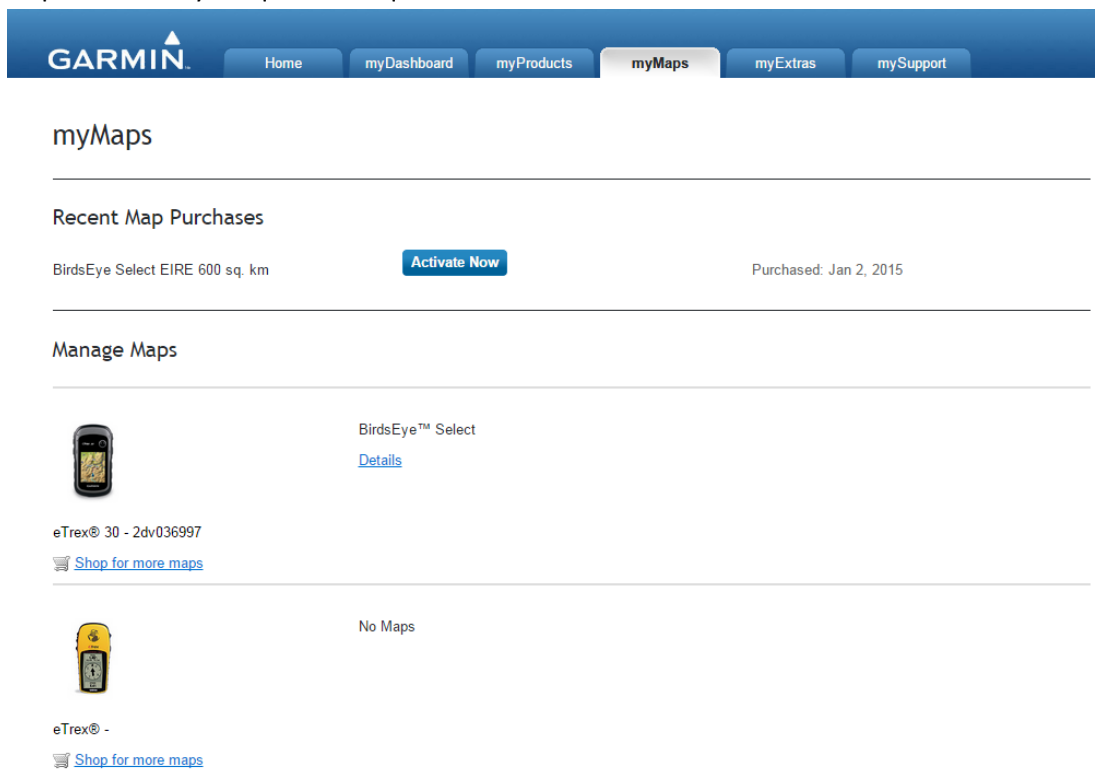 GARMIN
Home myDashboard myProducts myMaps myExtras mySupport
myMaps
Recent Map Purchases
BirdsEye Select EIRE 600 sq. km Activate Now Purchased: Jan 2, 2015
Manage Maps
BirdsEye™ Select
Details
eTrex® 30 - 2dv036997
Shop for more maps
No Maps
eTrex® -
Shop for more maps